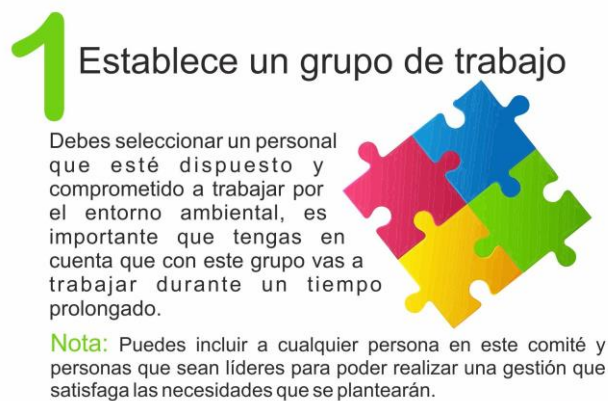 1
Establece un grupo de trabajo
Debes seleccionar un personal
que esté dispuesto y
comprometido a trabajar por
el entorno ambiental, es
importante que tengas en
cuenta que con este grupo vas a
trabajar durante un tiempo
prolongado.
Nota: Puedes incluir a cualquier persona en este comité y
personas que sean líderes para poder realizar una gestión que
satisfaga las necesidades que se plantearán.